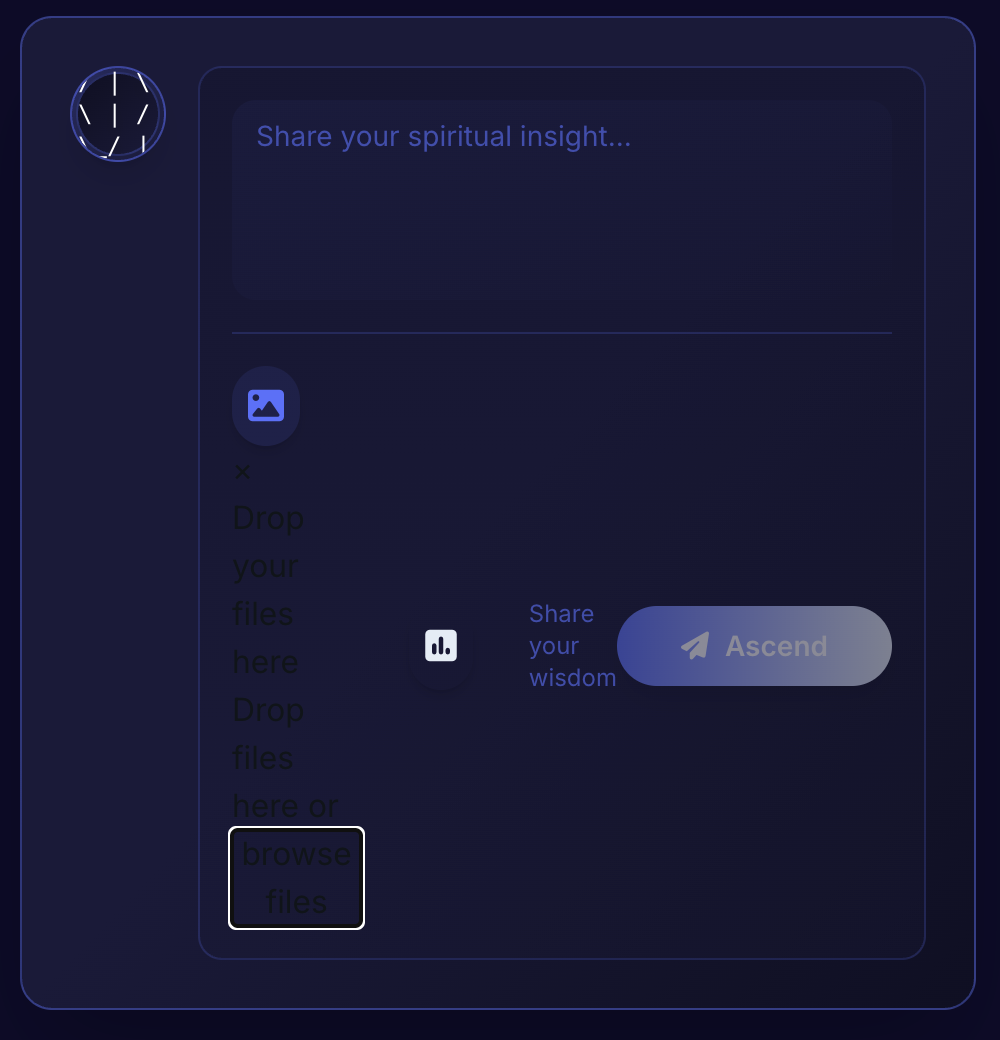 Share your spiritual insight...
×
Drop
your
files
here
Drop
files
here or
browse
files
Share
your
wisdom
Ascend